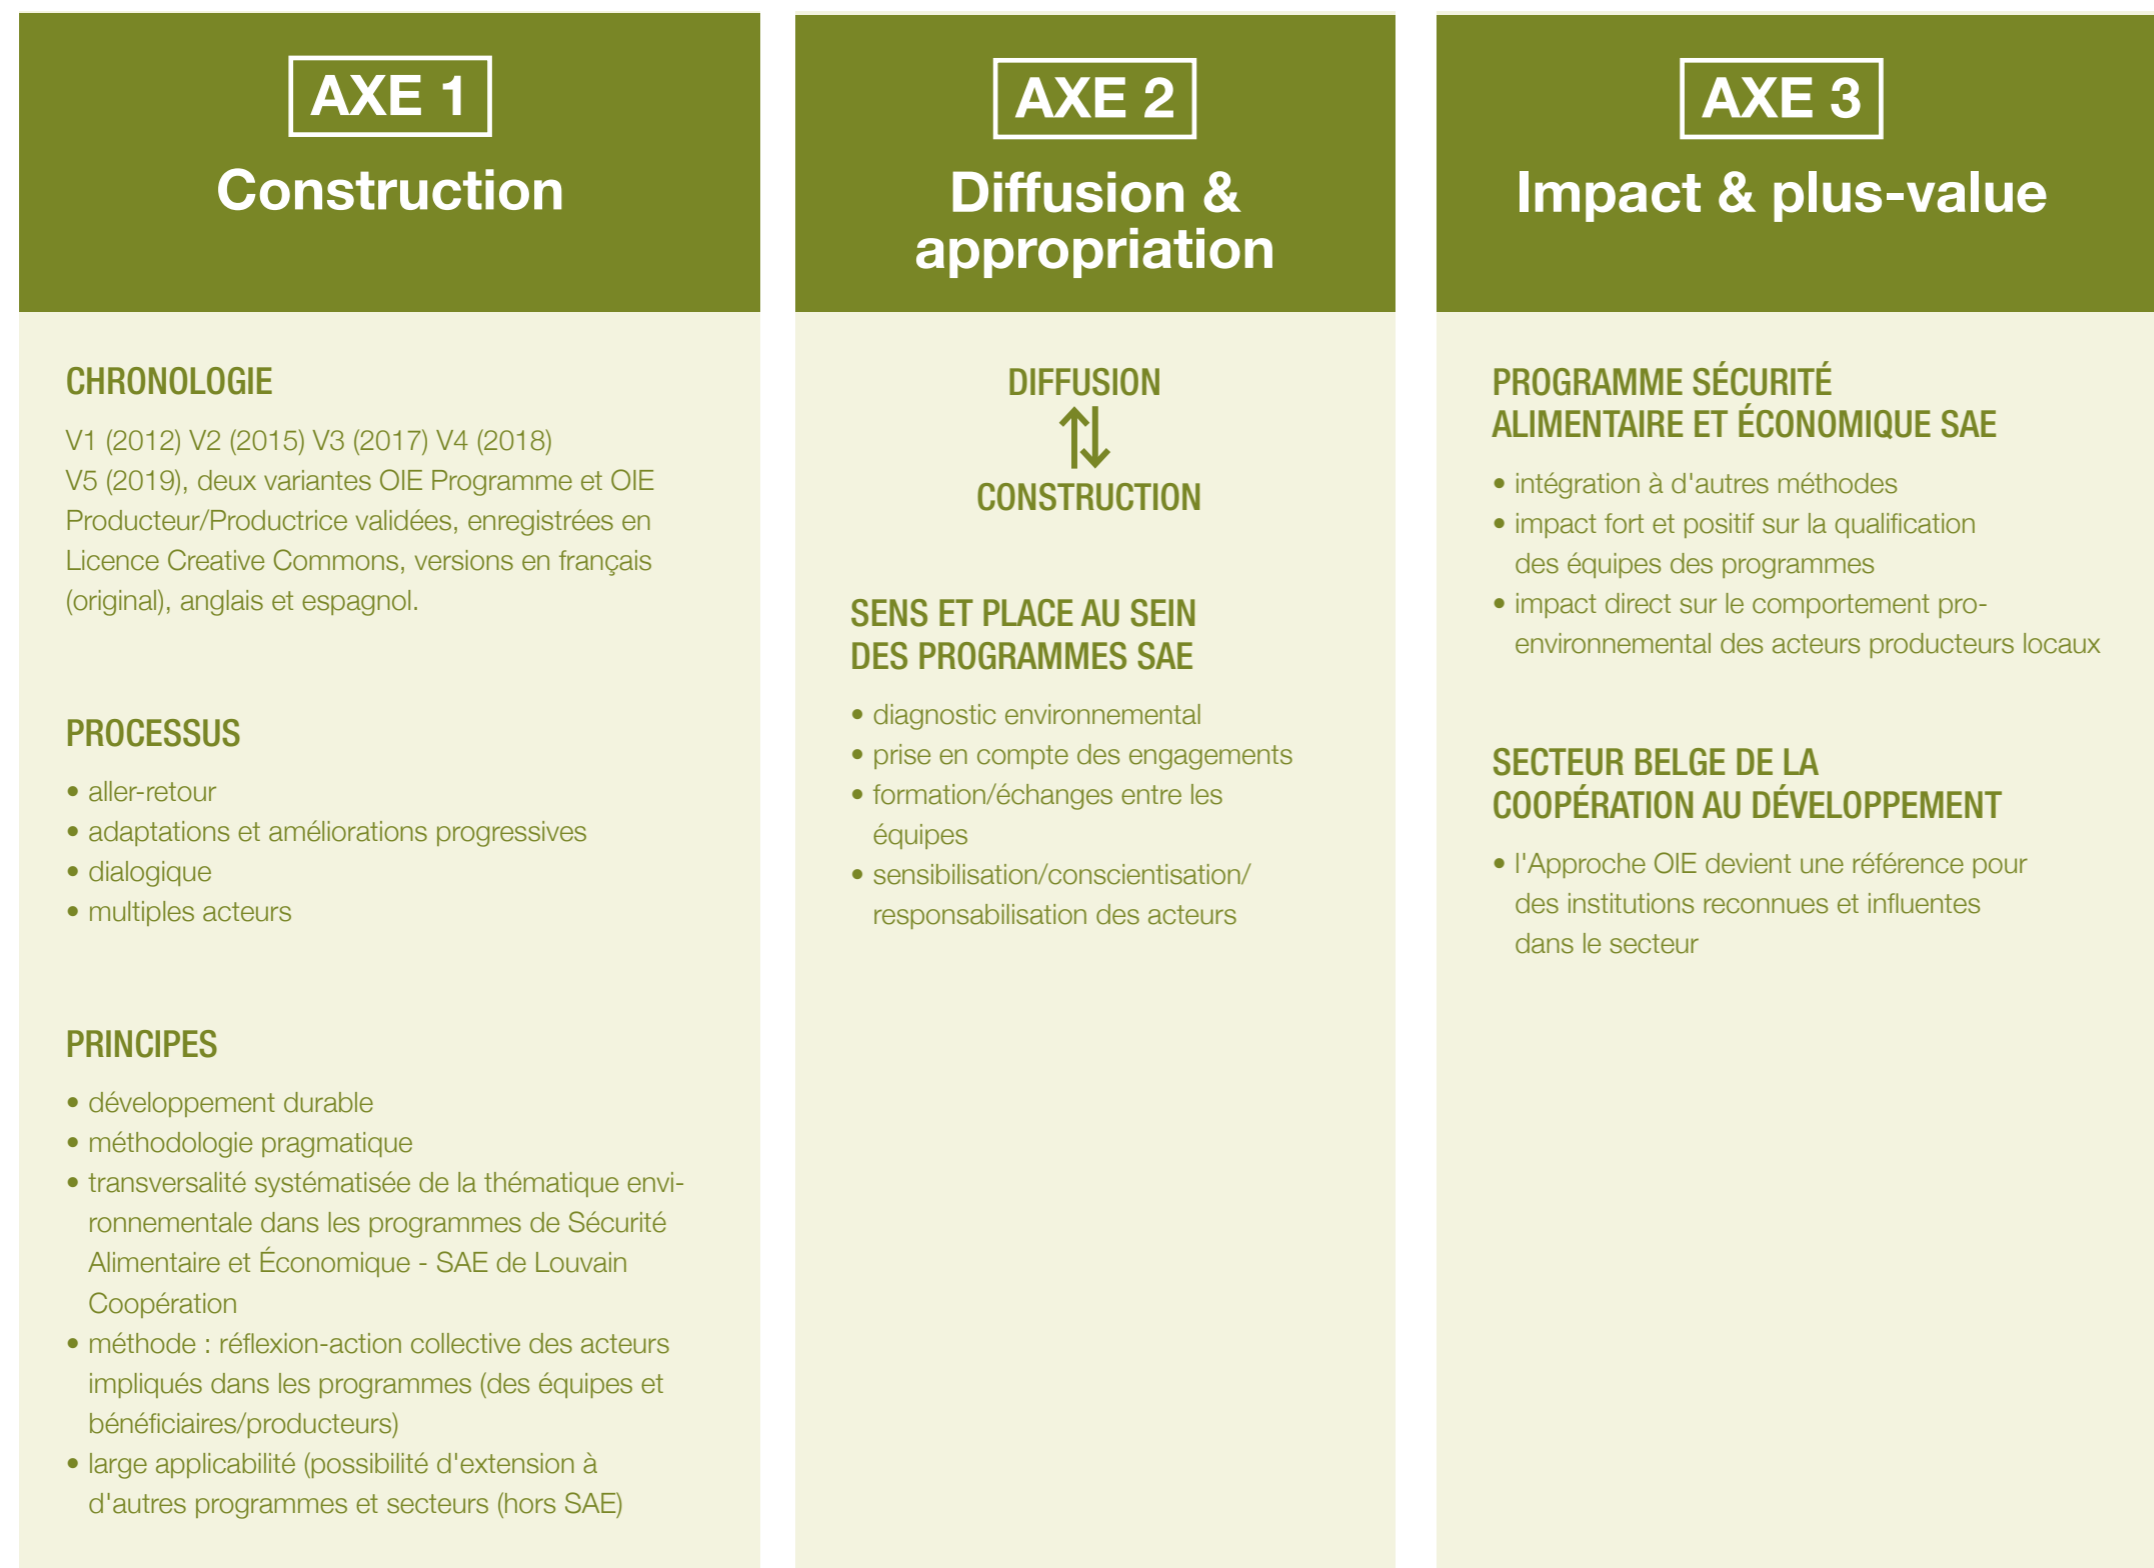 AXE 1
Construction
CHRONOLOGIE
V1 (2012) V2 (2015) V3 (2017) V4 (2018)
V5 (2019), deux variantes OIE Programme et OIE
Producteur/Productrice validées, enregistrées en
Licence Creative Commons, versions en français
(original), anglais et espagnol.
PROCESSUS
• aller-retour
• adaptations et améliorations progressives
• dialogique
• multiples acteurs
PRINCIPES
• développement durable
• méthodologie pragmatique
• transversalité systématisée de la thématique envi-
ronnementale dans les programmes de Sécurité
Alimentaire et Économique - SAE de Louvain
Coopération
• méthode : réflexion-action collective des acteurs
impliqués dans les programmes (des équipes et
bénéficiaires/producteurs)
• large applicabilité (possibilité d'extension à
d'autres programmes et secteurs (hors SAE)
AXE 2
Diffusion &
appropriation
DIFFUSION
CONSTRUCTION
SENS ET PLACE AU SEIN
DES PROGRAMMES SAE
• diagnostic environnemental
• prise en compte des engagements
• formation/échanges entre les
équipes
• sensibilisation/conscientisation/
responsabilisation des acteurs
AXE 3
Impact & plus-value
PROGRAMME SÉCURITÉ
ALIMENTAIRE ET ÉCONOMIQUE SAE
• intégration à d'autres méthodes
• impact fort et positif sur la qualification
des équipes des programmes
• impact direct sur le comportement pro-
environnemental des acteurs producteurs locaux
SECTEUR BELGE DE LA
COOPÉRATION AU DÉVELOPPEMENT
• l'Approche OIE devient une référence pour
des institutions reconnues et influentes
dans le secteur